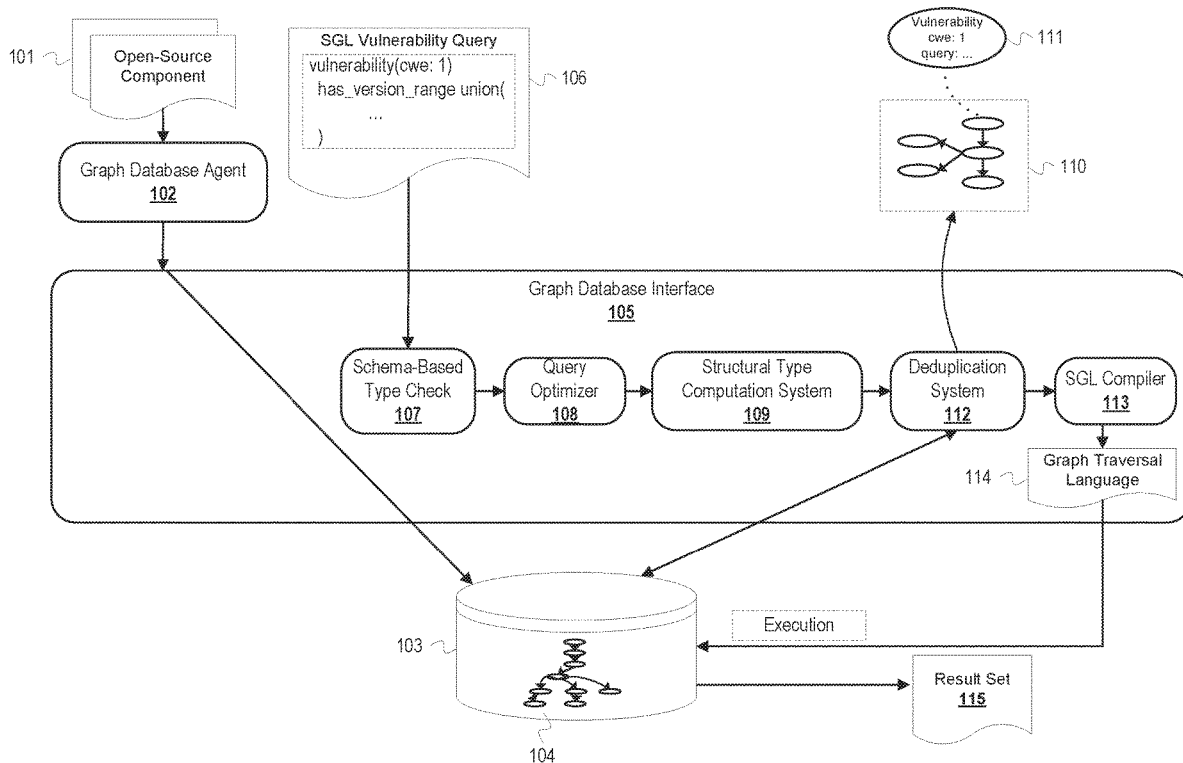 101
Open-Source
Component
Graph Database Agent
102
SGL Vulnerability Query
vulnerability(cwe: 1)
has_version_range union(
...
)
106
Vulnerability
cwe: 1
query: ...
111
110
Graph Database Interface
105
Schema-Based
Type Check
107
Query
Optimizer
108
Structural Type
Computation System
109
Deduplication
System
112
SGL Compiler
113
Graph Traversal
Language
114
103
104
Execution
Result Set
115